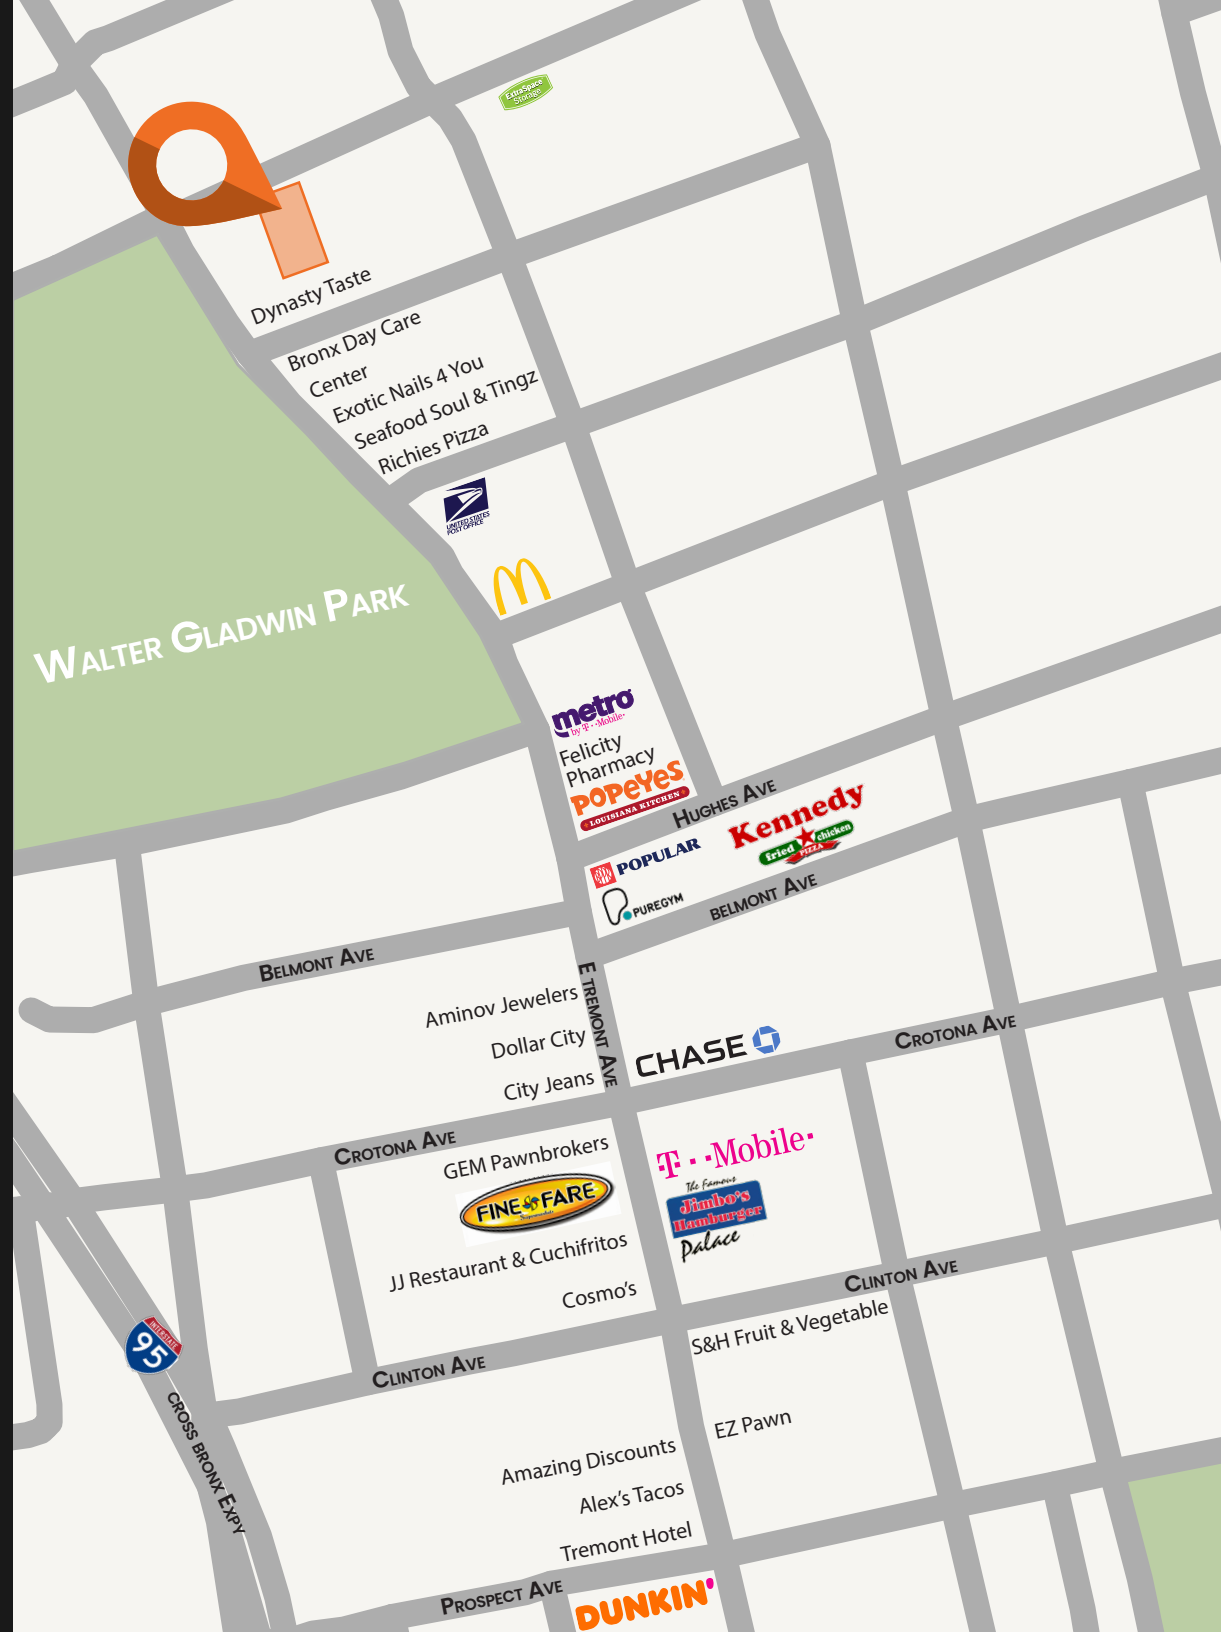 ExtraSpace
Storage
Dynasty Taste
Bronx Day Care
Center
Exotic Nails 4 You
Seafood Soul & Tingz
Richies Pizza
UNITED STATES
POST OFFICE
WALTER GLADWIN PARK
metro
by T-Mobile
Felicity
Pharmacy
POPEYES
LOUISIANA KITCHEN
HUGHES AVE
Kennedy
fried chicken
PIZZA
POPULAR
PUREGYM
BELMONT AVE
BELMONT AVE
E TREMONT AVE
Aminov Jewelers
Dollar City
City Jeans
CHASE
CROTONA AVE
CROTONA AVE
GEM Pawnbrokers
T··Mobile·
FINE FARE
Supermarkets
The Famous
Jimbo's
Hamburger
Palace
JJ Restaurant & Cuchifritos
Cosmo's
CLINTON AVE
S&H Fruit & Vegetable
INTERSTATE
95
CLINTON AVE
CROSS BRONX EXPY
EZ Pawn
Amazing Discounts
Alex's Tacos
Tremont Hotel
PROSPECT AVE
DUNKIN'